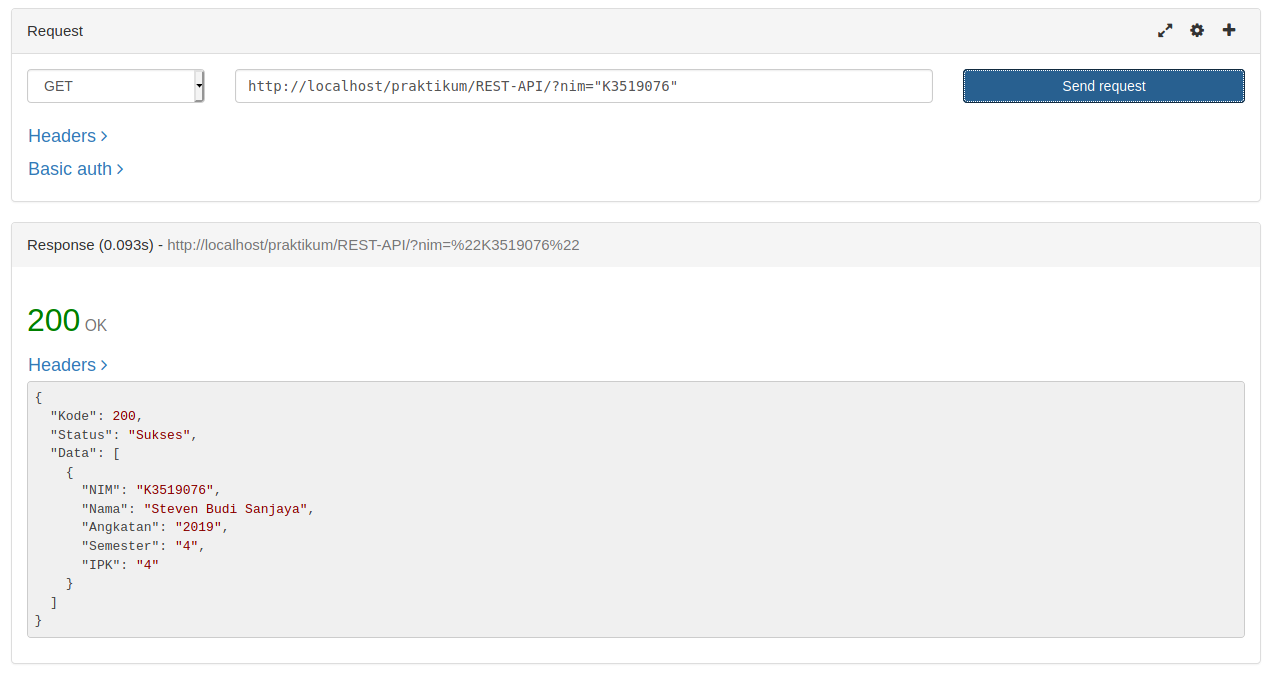 Request
GET
http://localhost/praktikum/REST-API/?nim="K3519076"
Send request
Headers
Basic auth
Response (0.093s) - http://localhost/praktikum/REST-API/?nim=%22K3519076%22
200 OK
Headers
{
  "Kode": 200,
  "Status": "Sukses",
  "Data": [
    {
      "NIM": "K3519076",
      "Nama": "Steven Budi Sanjaya",
      "Angkatan": "2019",
      "Semester": "4",
      "IPK": "4"
    }
  ]
}